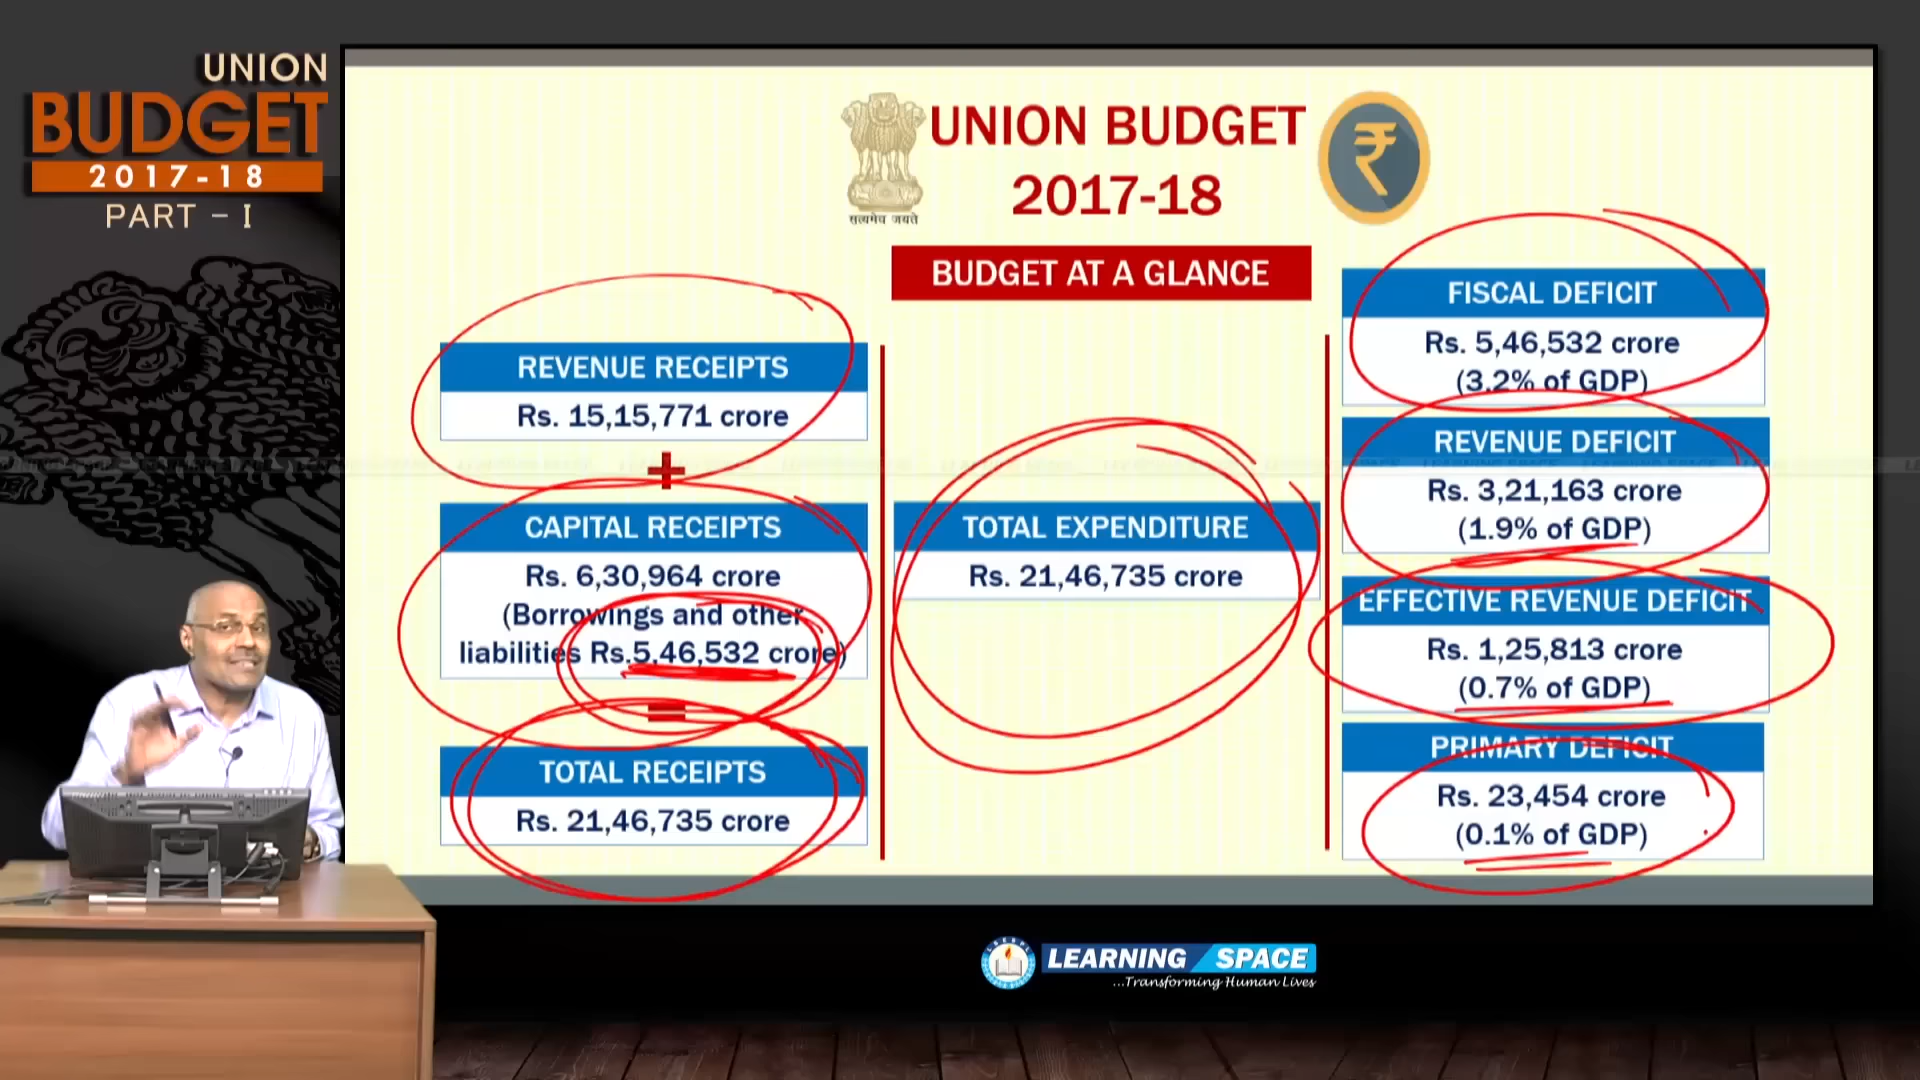 UNION
BUDGET
2017-18
PART – I
UNION BUDGET
2017-18
सत्यमेव जयते
₹
BUDGET AT A GLANCE
REVENUE RECEIPTS
Rs. 15,15,771 crore
+
CAPITAL RECEIPTS
Rs. 6,30,964 crore
(Borrowings and other
liabilities Rs.5,46,532 crore)
=
TOTAL RECEIPTS
Rs. 21,46,735 crore
TOTAL EXPENDITURE
Rs. 21,46,735 crore
FISCAL DEFICIT
Rs. 5,46,532 crore
(3.2% of GDP)
REVENUE DEFICIT
Rs. 3,21,163 crore
(1.9% of GDP)
EFFECTIVE REVENUE DEFICIT
Rs. 1,25,813 crore
(0.7% of GDP)
PRIMARY DEFICIT
Rs. 23,454 crore
(0.1% of GDP)
LEARNING SPACE
...Transforming Human Lives